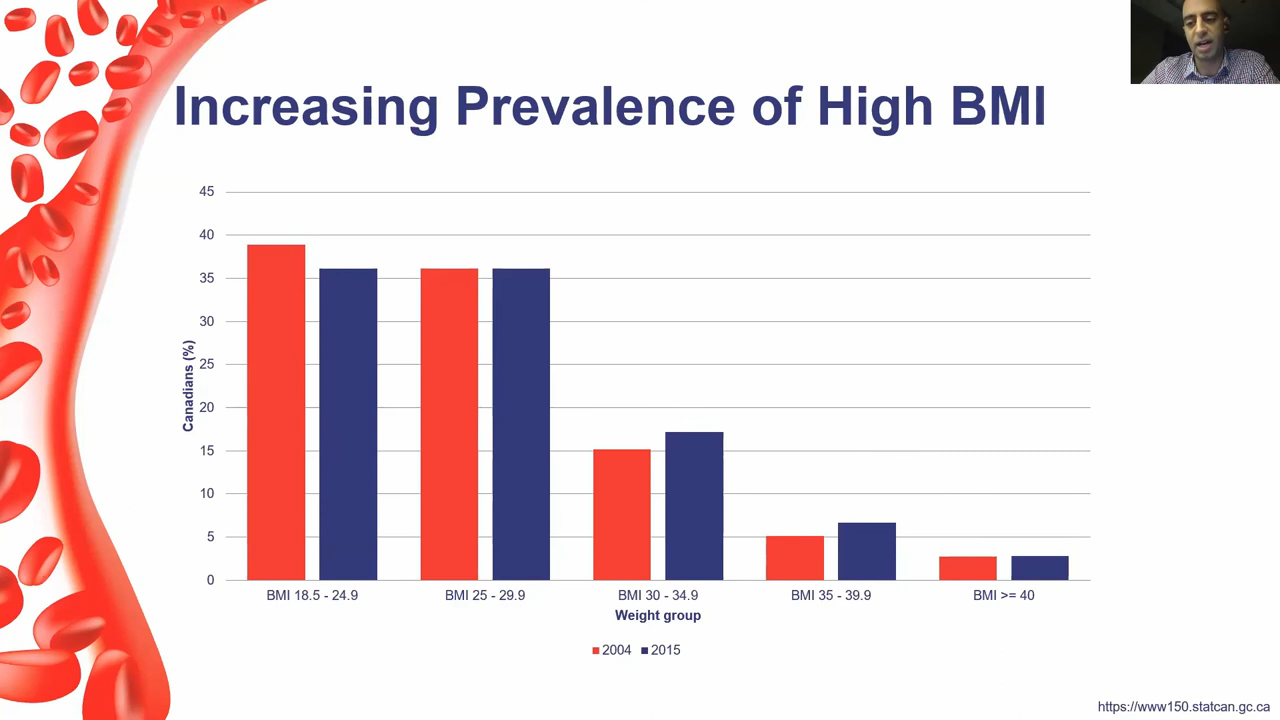 Increasing Prevalence of High BMI
45
40
35
30
25
20
15
10
5
0
Canadians (%)
BMI 18.5 - 24.9
BMI 25 - 29.9
BMI 30 - 34.9
BMI 35 - 39.9
BMI >= 40
Weight group
2004 2015
https://www150.statcan.gc.ca